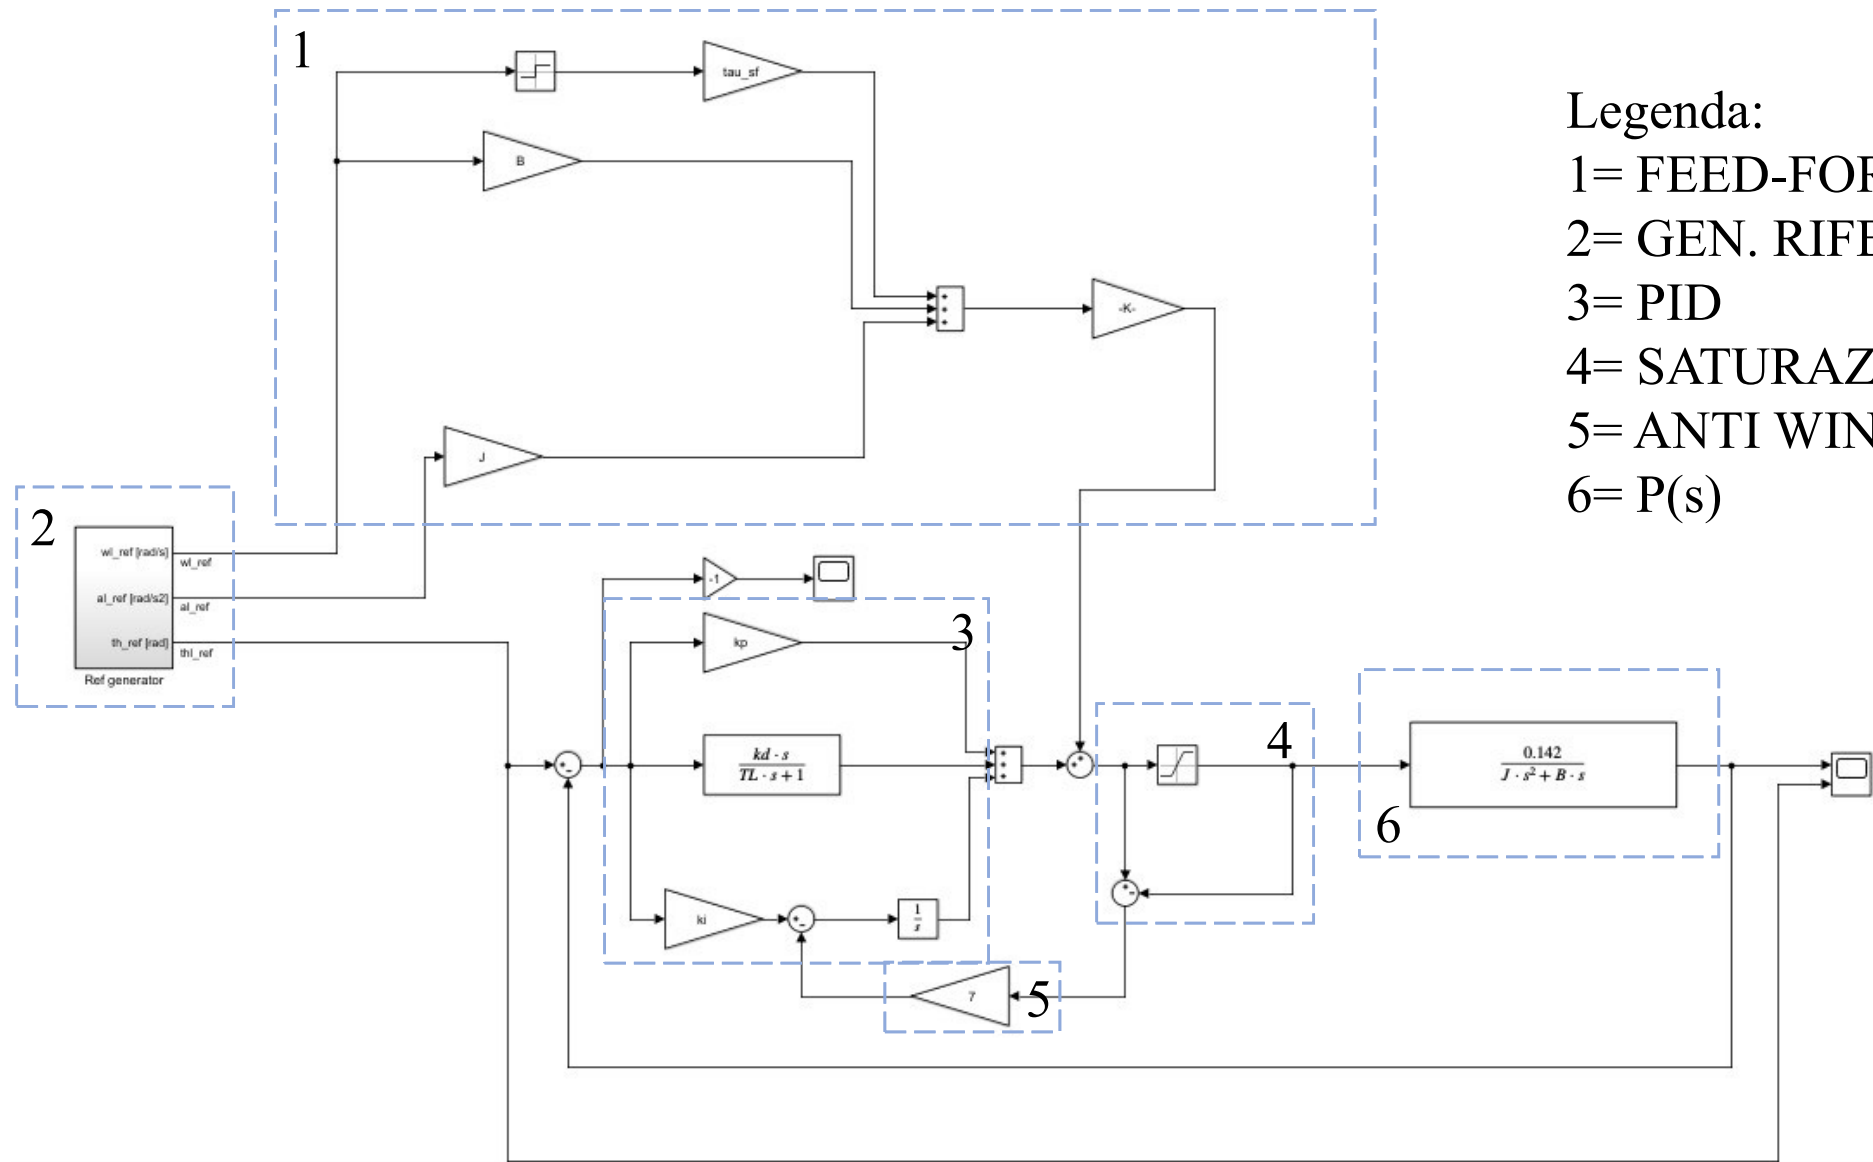 1
tau_sf
B
-K-
J
Legenda:
1= FEED-FOR
2= GEN. RIFE
3= PID
4= SATURAZ
5= ANTI WIN
6= P(s)
2
wl_ref [rad/s]
wl_ref
al_ref [rad/s2]
al_ref
th_ref [rad]
thl_ref
Ref generator
-1
3
kp
kd · s
TL · s + 1
ki
1
s
7
5
4
0.142
J · s² + B · s
6